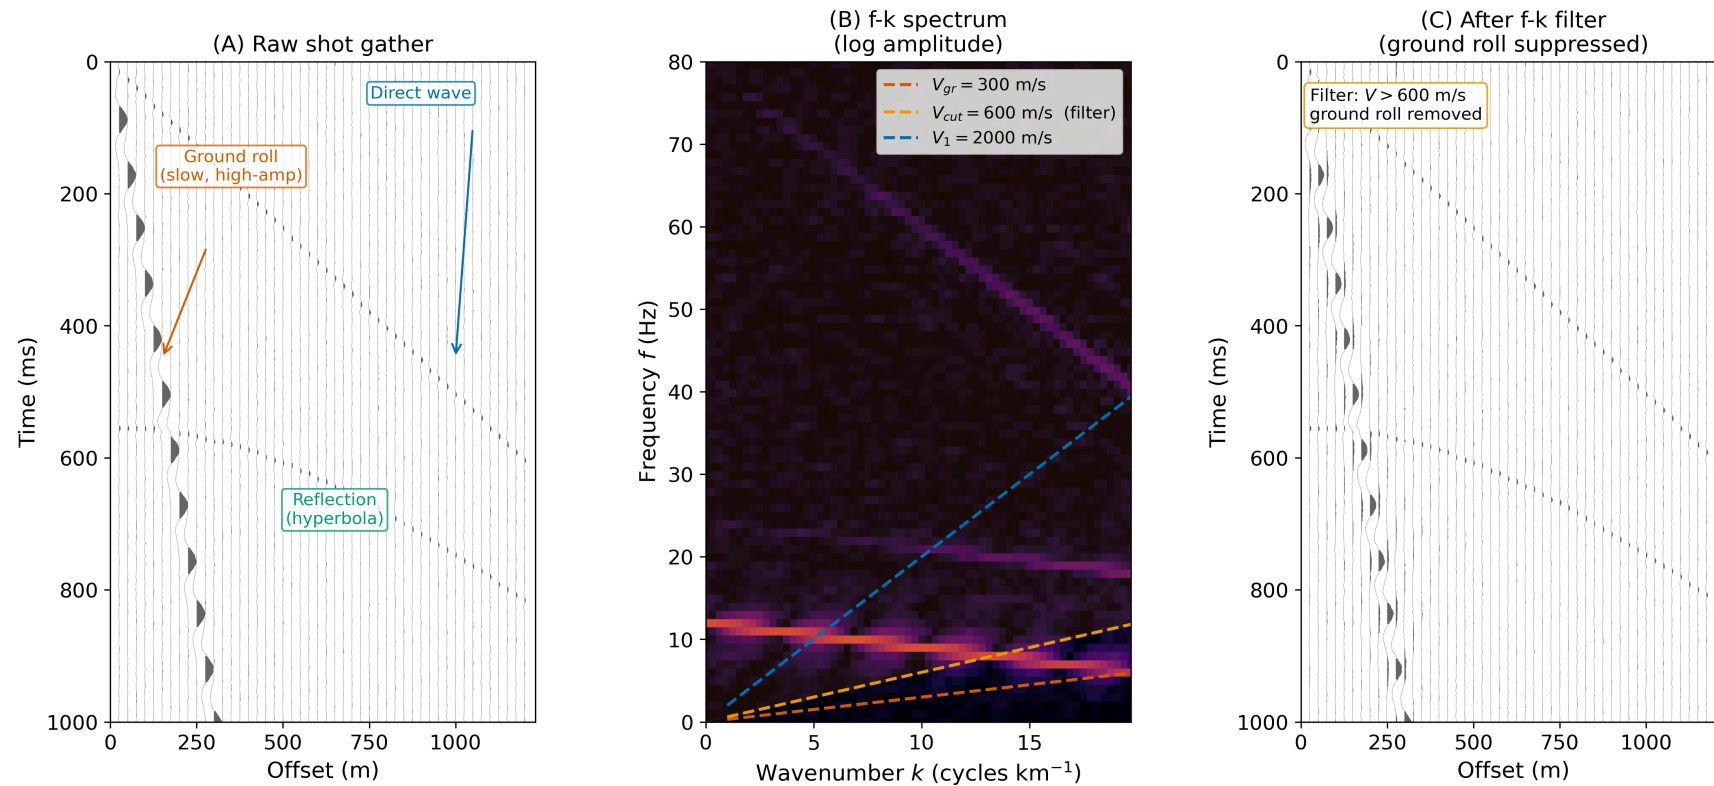 (A) Raw shot gather
Direct wave
Ground roll
(slow, high-amp)
Reflection
(hyperbola)
0
200
400
600
800
1000
Time (ms)
0
250
500
750
1000
Offset (m)
(B) f-k spectrum
(log amplitude)
V_gr = 300 m/s
V_cut = 600 m/s (filter)
V_1 = 2000 m/s
80
70
60
50
40
30
20
10
0
Frequency f (Hz)
0
5
10
15
Wavenumber k (cycles km⁻¹)
(C) After f-k filter
(ground roll suppressed)
Filter: V > 600 m/s
ground roll removed
0
200
400
600
800
1000
Time (ms)
0
250
500
750
1000
Offset (m)